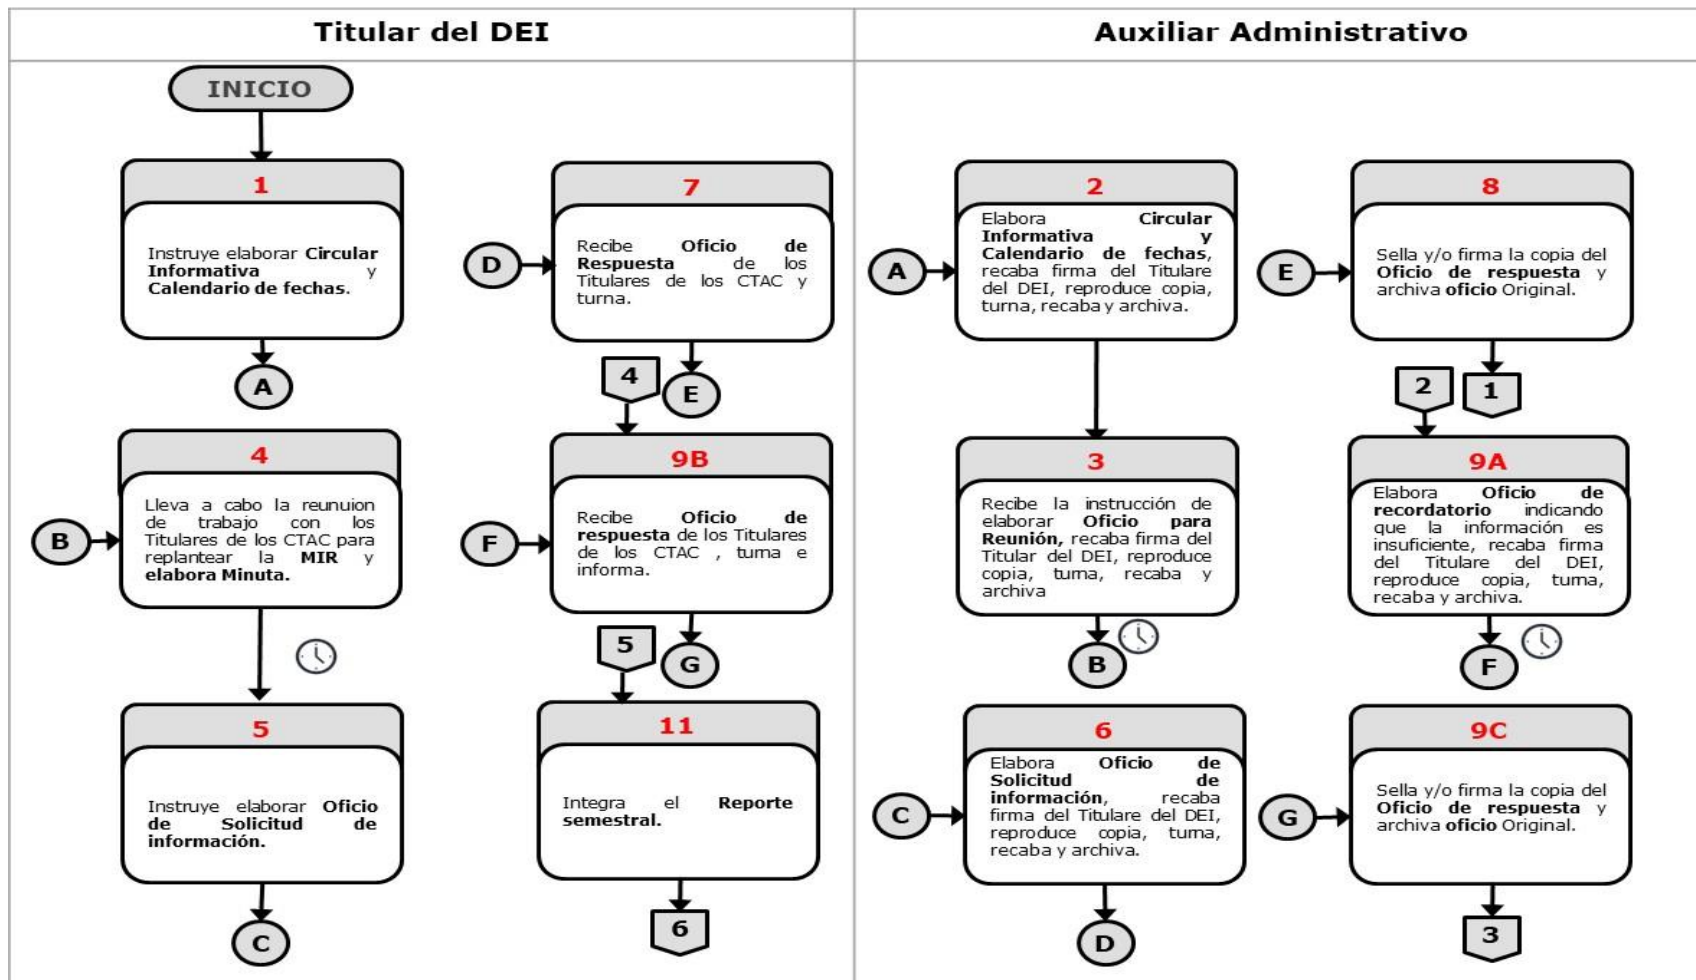 Titular del DEI
Auxiliar Administrativo
INICIO
1
Instruye elaborar Circular
Informativa y
Calendario de fechas.
A
7
D
Recibe Oficio de
Respuesta de los
Titulares de los CTAC y
turna.
4
E
2
A
Elabora Circular
Informativa y
Calendario de fechas,
recaba firma del Titulare
del DEI, reproduce copia,
turna, recaba y archiva.
8
E
Sella y/o firma la copia del
Oficio de respuesta y
archiva oficio Original.
2
1
4
B
Lleva a cabo la reunuion
de trabajo con los
Titulares de los CTAC para
replantear la MIR y
elabora Minuta.
9B
F
Recibe Oficio de
respuesta de los Titulares
de los CTAC , turna e
informa.
5
G
3
Recibe la instrucción de
elaborar Oficio para
Reunión, recaba firma del
Titular del DEI, reproduce
copia, turna, recaba y
archiva
B
9A
Elabora Oficio de
recordatorio indicando
que la información es
insuficiente, recaba firma
del Titulare del DEI,
reproduce copia, turna,
recaba y archiva.
F
5
Instruye elaborar Oficio
de Solicitud de
información.
C
11
Integra el Reporte
semestral.
6
6
C
Elabora Oficio de
Solicitud de
información, recaba
firma del Titulare del DEI,
reproduce copia, turna,
recaba y archiva.
D
9C
G
Sella y/o firma la copia del
Oficio de respuesta y
archiva oficio Original.
3